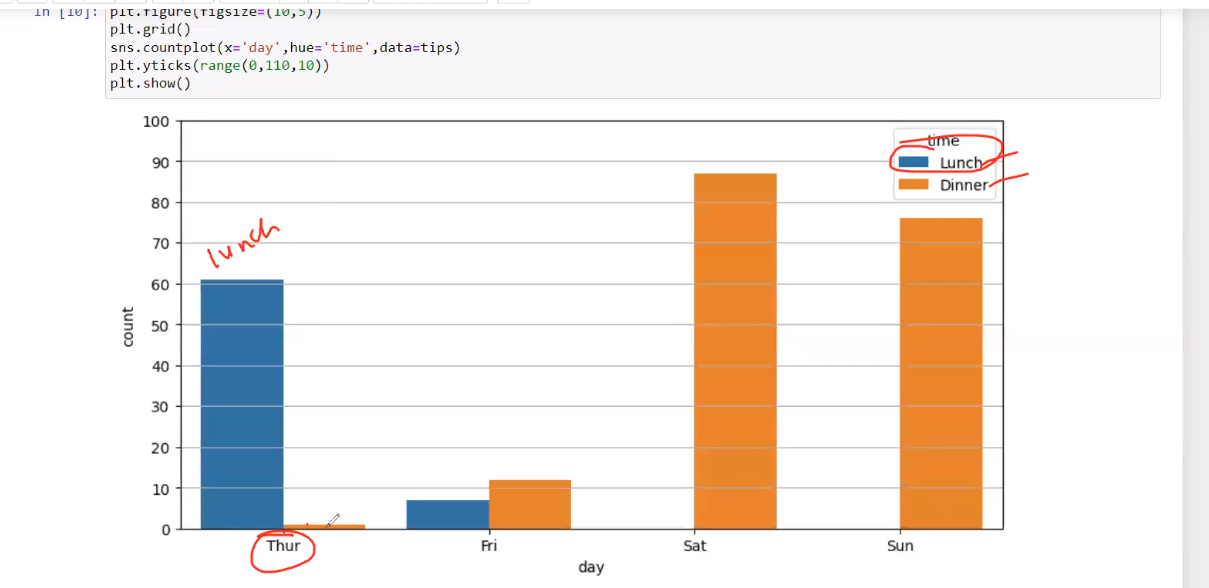 In [10]: plt.figure(figsize=(10,5))
plt.grid()
sns.countplot(x='day',hue='time',data=tips)
plt.yticks(range(0,110,10))
plt.show()
100
90
80
70
60
50
40
30
20
10
0
count
lunch
time
Lunch
Dinner
Thur Fri Sat Sun
day